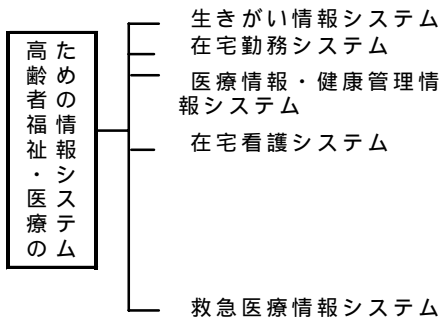 高齢者福祉・医療の
ための情報システム
生きがい情報システム
在宅勤務システム
医療情報・健康管理情
報システム
在宅看護システム
救急医療情報システム